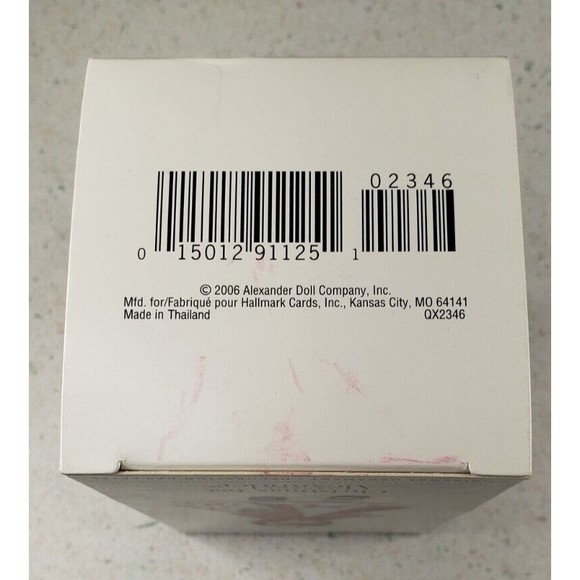 02346
0 15012 91125 1
© 2006 Alexander Doll Company, Inc.
Mfd. for/Fabriqué pour Hallmark Cards, Inc., Kansas City, MO 64141
Made in Thailand QX2346